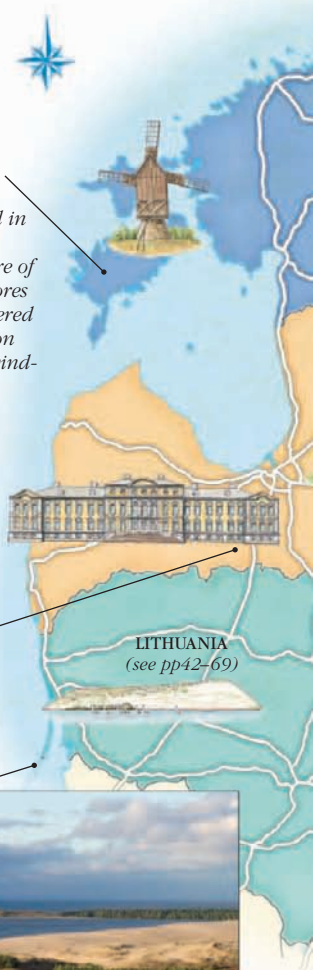 d in
re of
ores
ered
on
ind-
LITHUANIA
(see pp42–69)